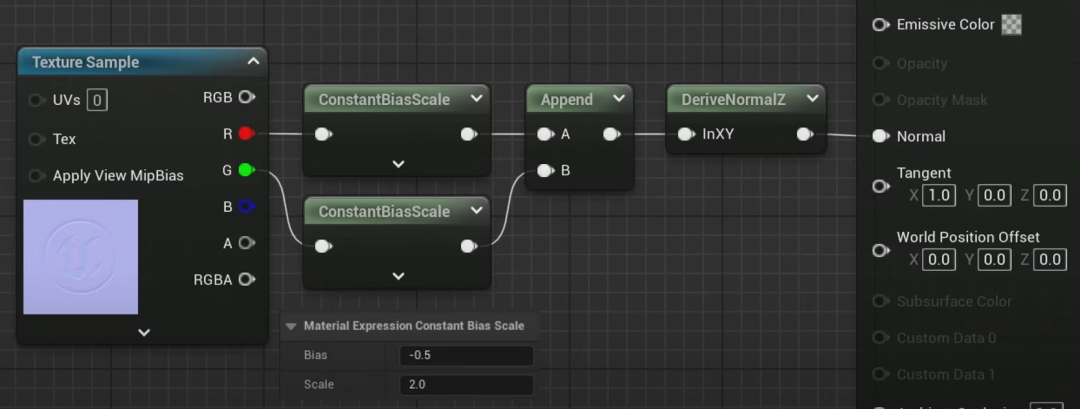 Texture Sample
UVs 0
Tex
Apply View MipBias
RGB
R
G
B
A
RGBA
ConstantBiasScale
ConstantBiasScale
Append
A
B
DeriveNormalZ
InXY
Material Expression Constant Bias Scale
Bias -0.5
Scale 2.0
Emissive Color
Opacity
Opacity Mask
Normal
Tangent
X 1.0 Y 0.0 Z 0.0
World Position Offset
X 0.0 Y 0.0 Z 0.0
Subsurface Color
Custom Data 0
Custom Data 1